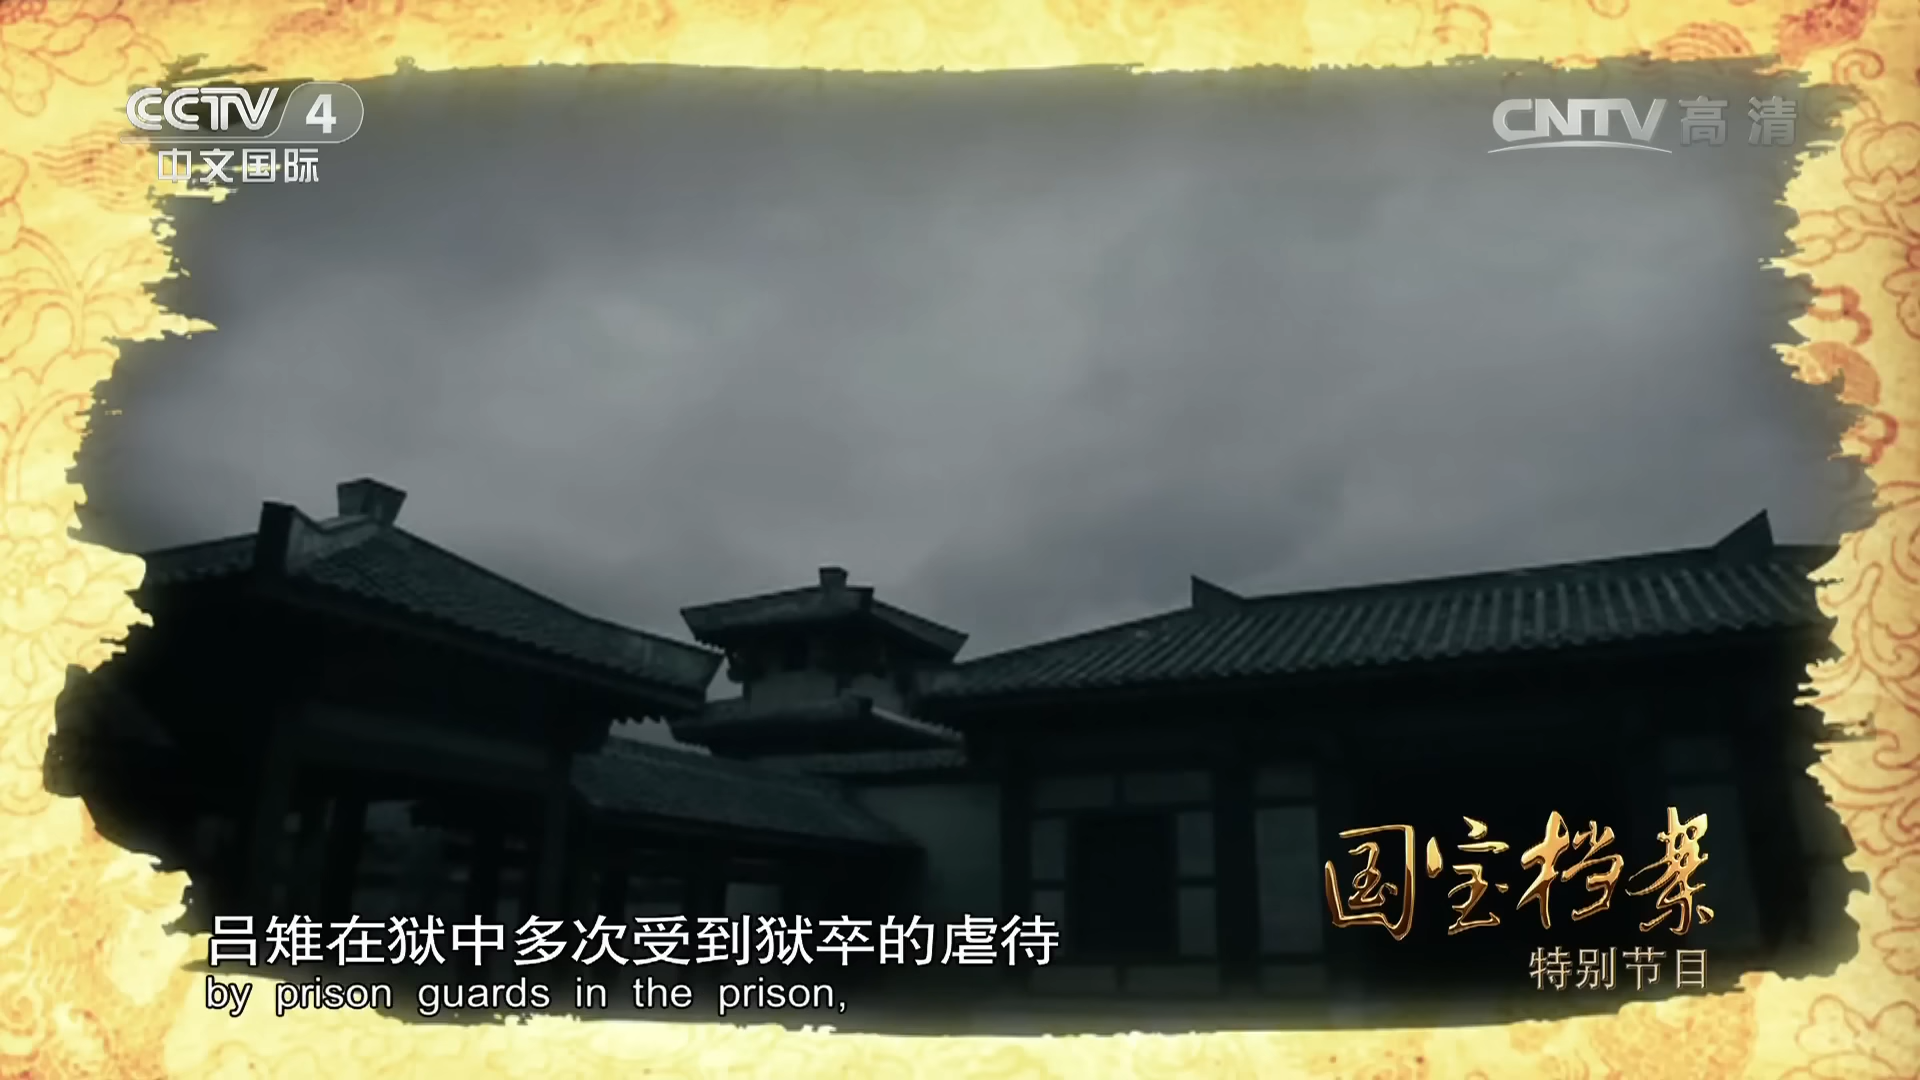 CCTV 4
中文国际
CNTV 高清
国宝档案
特别节目
吕雉在狱中多次受到狱卒的虐待
by prison guards in the prison,